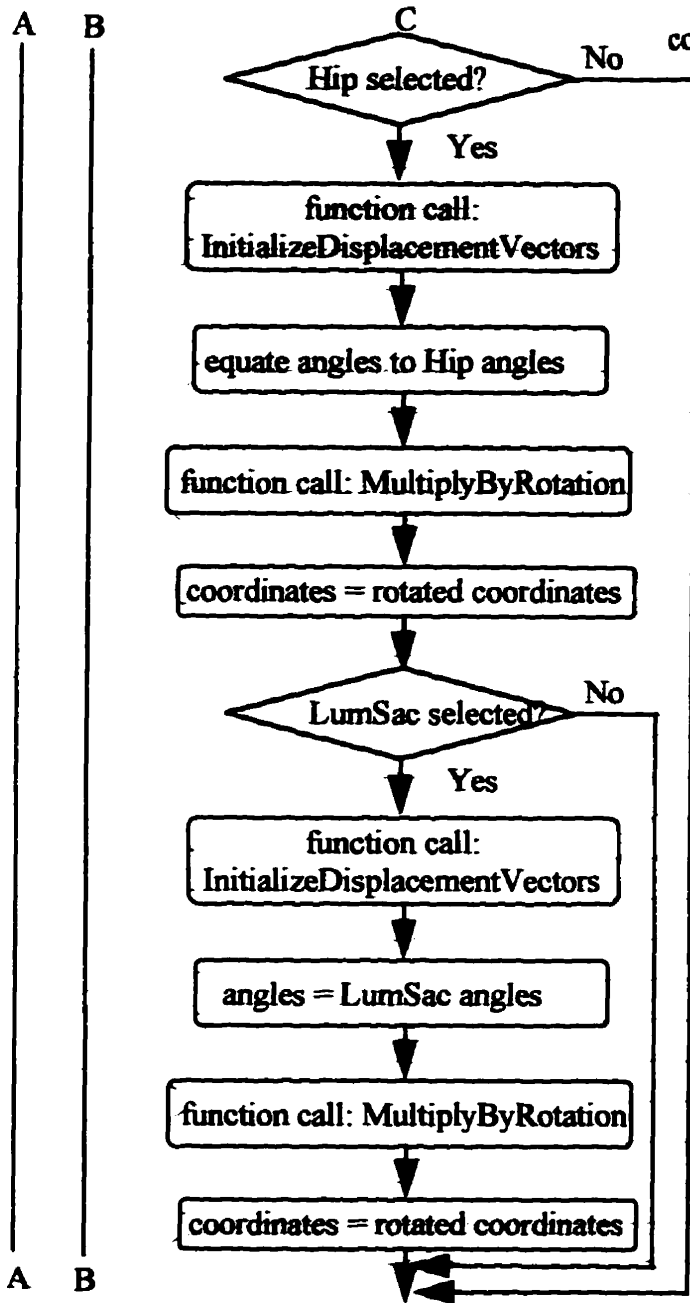 A
B
C
Hip selected?
No
co
Yes
function call:
InitializeDisplacementVectors
equate angles to Hip angles
function call: MultiplyByRotation
coordinates = rotated coordinates
LumSac selected?
No
Yes
function call:
InitializeDisplacementVectors
angles = LumSac angles
function call: MultiplyByRotation
coordinates = rotated coordinates
A
B